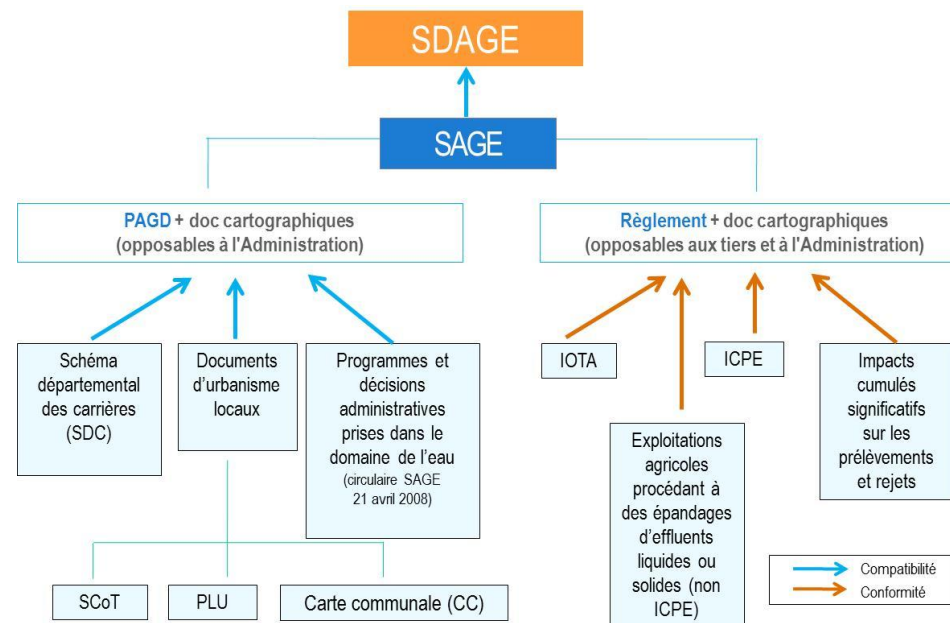 SDAGE
SAGE
PAGD + doc cartographiques
(opposables à l'Administration)
Règlement + doc cartographiques
(opposables aux tiers et à l'Administration)
Schéma
départemental
des carrières
(SDC)
Documents
d'urbanisme
locaux
Programmes et
décisions
administratives
prises dans le
domaine de l'eau
(circulaire SAGE
21 avril 2008)
IOTA
Exploitations
agricoles
procédant à
des épandages
d'effluents
liquides ou
solides (non
ICPE)
ICPE
Impacts
cumulés
significatifs
sur les
prélèvements
et rejets
SCoT
PLU
Carte communale (CC)
Compatibilité
Conformité